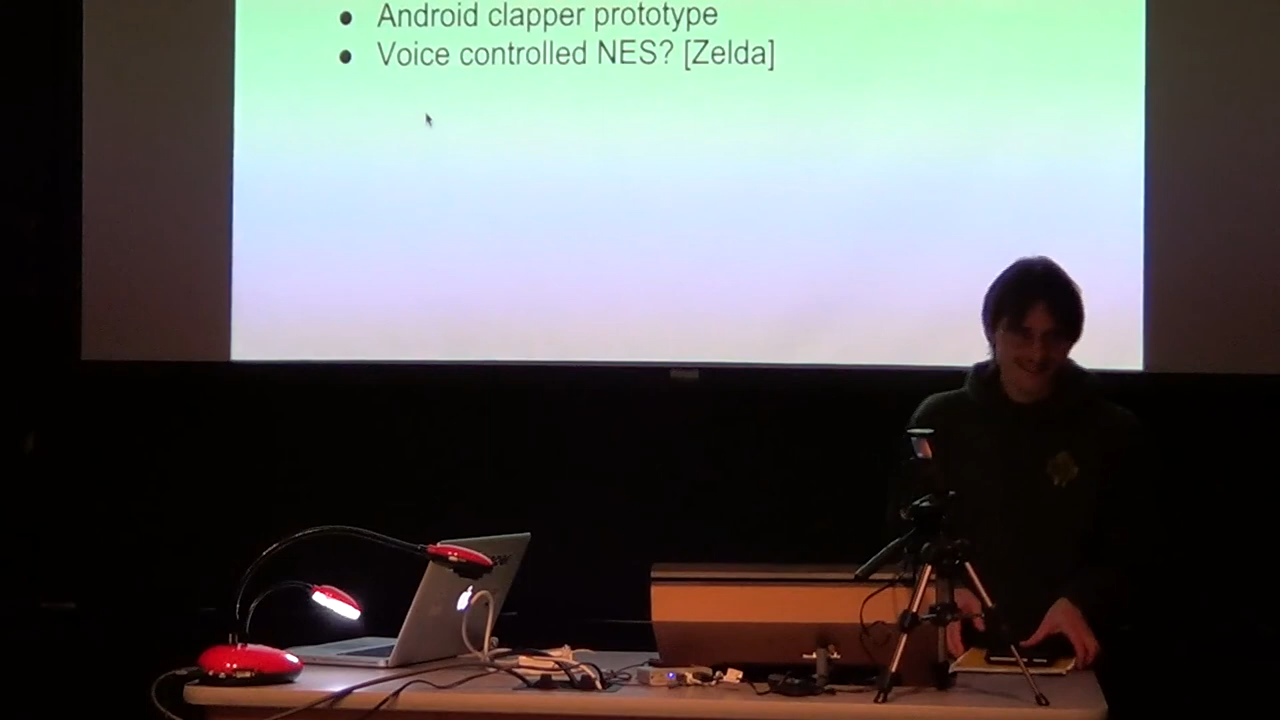 Android clapper prototype
Voice controlled NES? [Zelda]